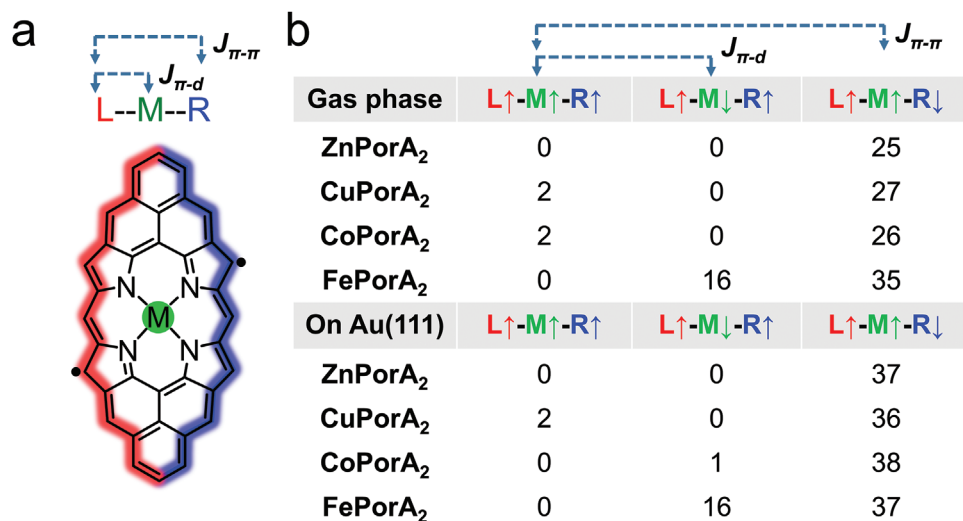 a
J_π-π
J_π-d
L--M--R
N N
M
N N
b
J_π-π
J_π-d
Gas phase L↑-M↑-R↑ L↑-M↓-R↑ L↑-M↑-R↓
ZnPorA₂ 0 0 25
CuPorA₂ 2 0 27
CoPorA₂ 2 0 26
FePorA₂ 0 16 35
On Au(111) L↑-M↑-R↑ L↑-M↓-R↑ L↑-M↑-R↓
ZnPorA₂ 0 0 37
CuPorA₂ 2 0 36
CoPorA₂ 0 1 38
FePorA₂ 0 16 37